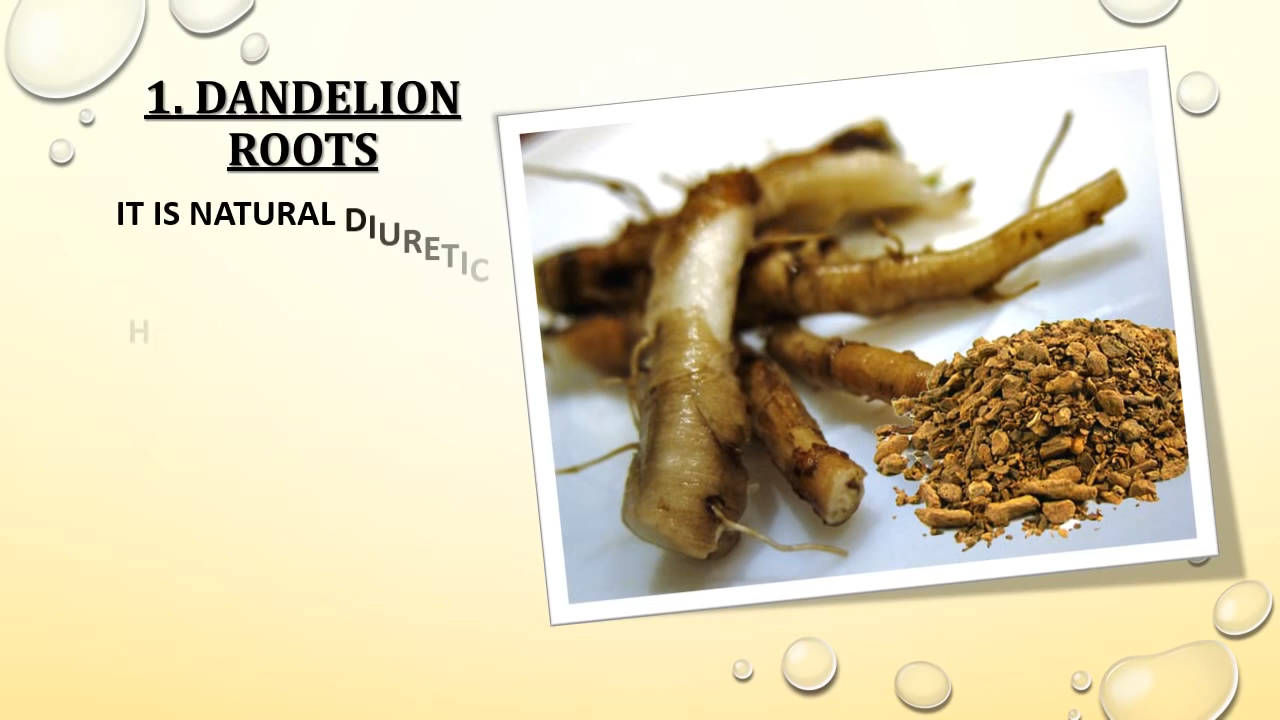 1. DANDELION
ROOTS
IT IS NATURAL DIURETIC
H